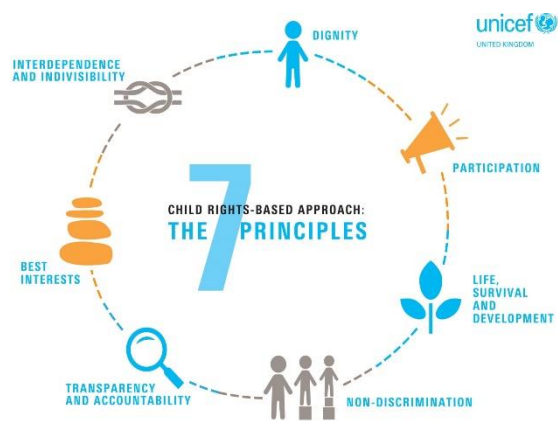 unicef
UNITED KINGDOM
DIGNITY
INTERDEPENDENCE
AND INDIVISIBILITY
PARTICIPATION
7
CHILD RIGHTS-BASED APPROACH:
THE PRINCIPLES
BEST
INTERESTS
LIFE,
SURVIVAL
AND
DEVELOPMENT
TRANSPARENCY
AND ACCOUNTABILITY
NON-DISCRIMINATION